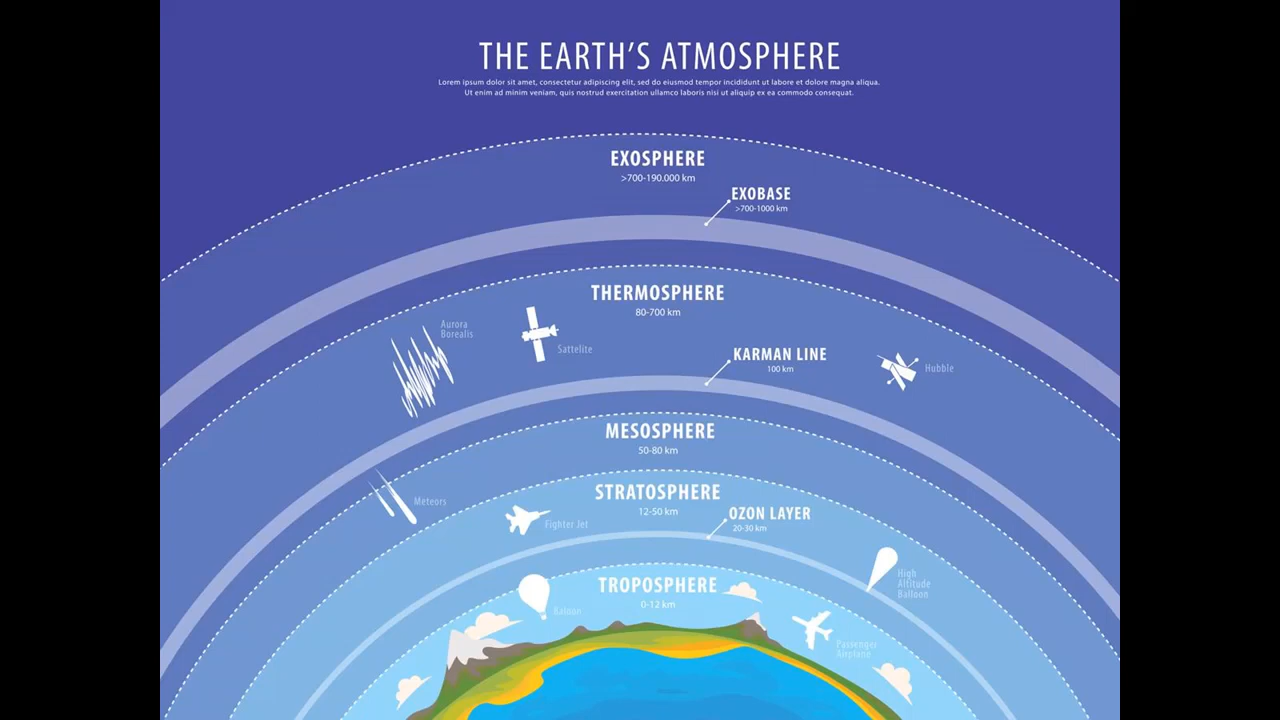 THE EARTH'S ATMOSPHERE
Lorem ipsum dolor sit amet, consectetur adipiscing elit, sed do eiusmod tempor incididunt ut labore et dolore magna aliqua.
Ut enim ad minim veniam, quis nostrud exercitation ullamco laboris nisi ut aliquip ex ea commodo consequat.
EXOSPHERE
>700-190.000 km
EXOBASE
>700-1000 km
THERMOSPHERE
80-700 km
Aurora
Borealis
Sattelite
KARMAN LINE
100 km
Hubble
MESOSPHERE
50-80 km
STRATOSPHERE
12-50 km
Meteors
OZON LAYER
20-30 km
Fighter Jet
High
Altitude
Balloon
TROPOSPHERE
0-12 km
Baloon
Passenger
Airplane